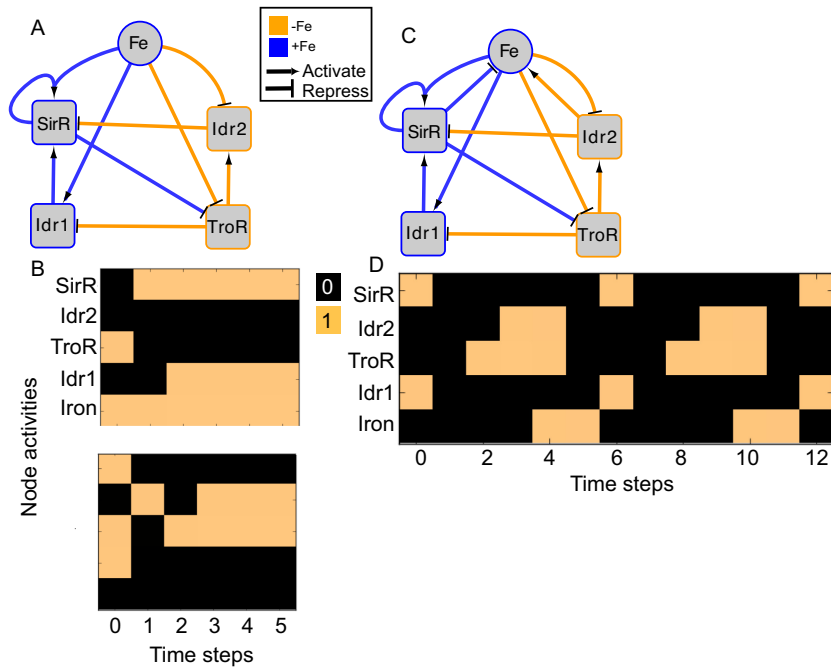 A
Fe
SirR
Idr2
Idr1
TroR
-Fe
+Fe
Activate
Repress
C
Fe
SirR
Idr2
Idr1
TroR
B
SirR
Idr2
TroR
Idr1
Iron
0
1
Node activities
0 1 2 3 4 5
Time steps
D
SirR
Idr2
TroR
Idr1
Iron
0 2 4 6 8 10 12
Time steps